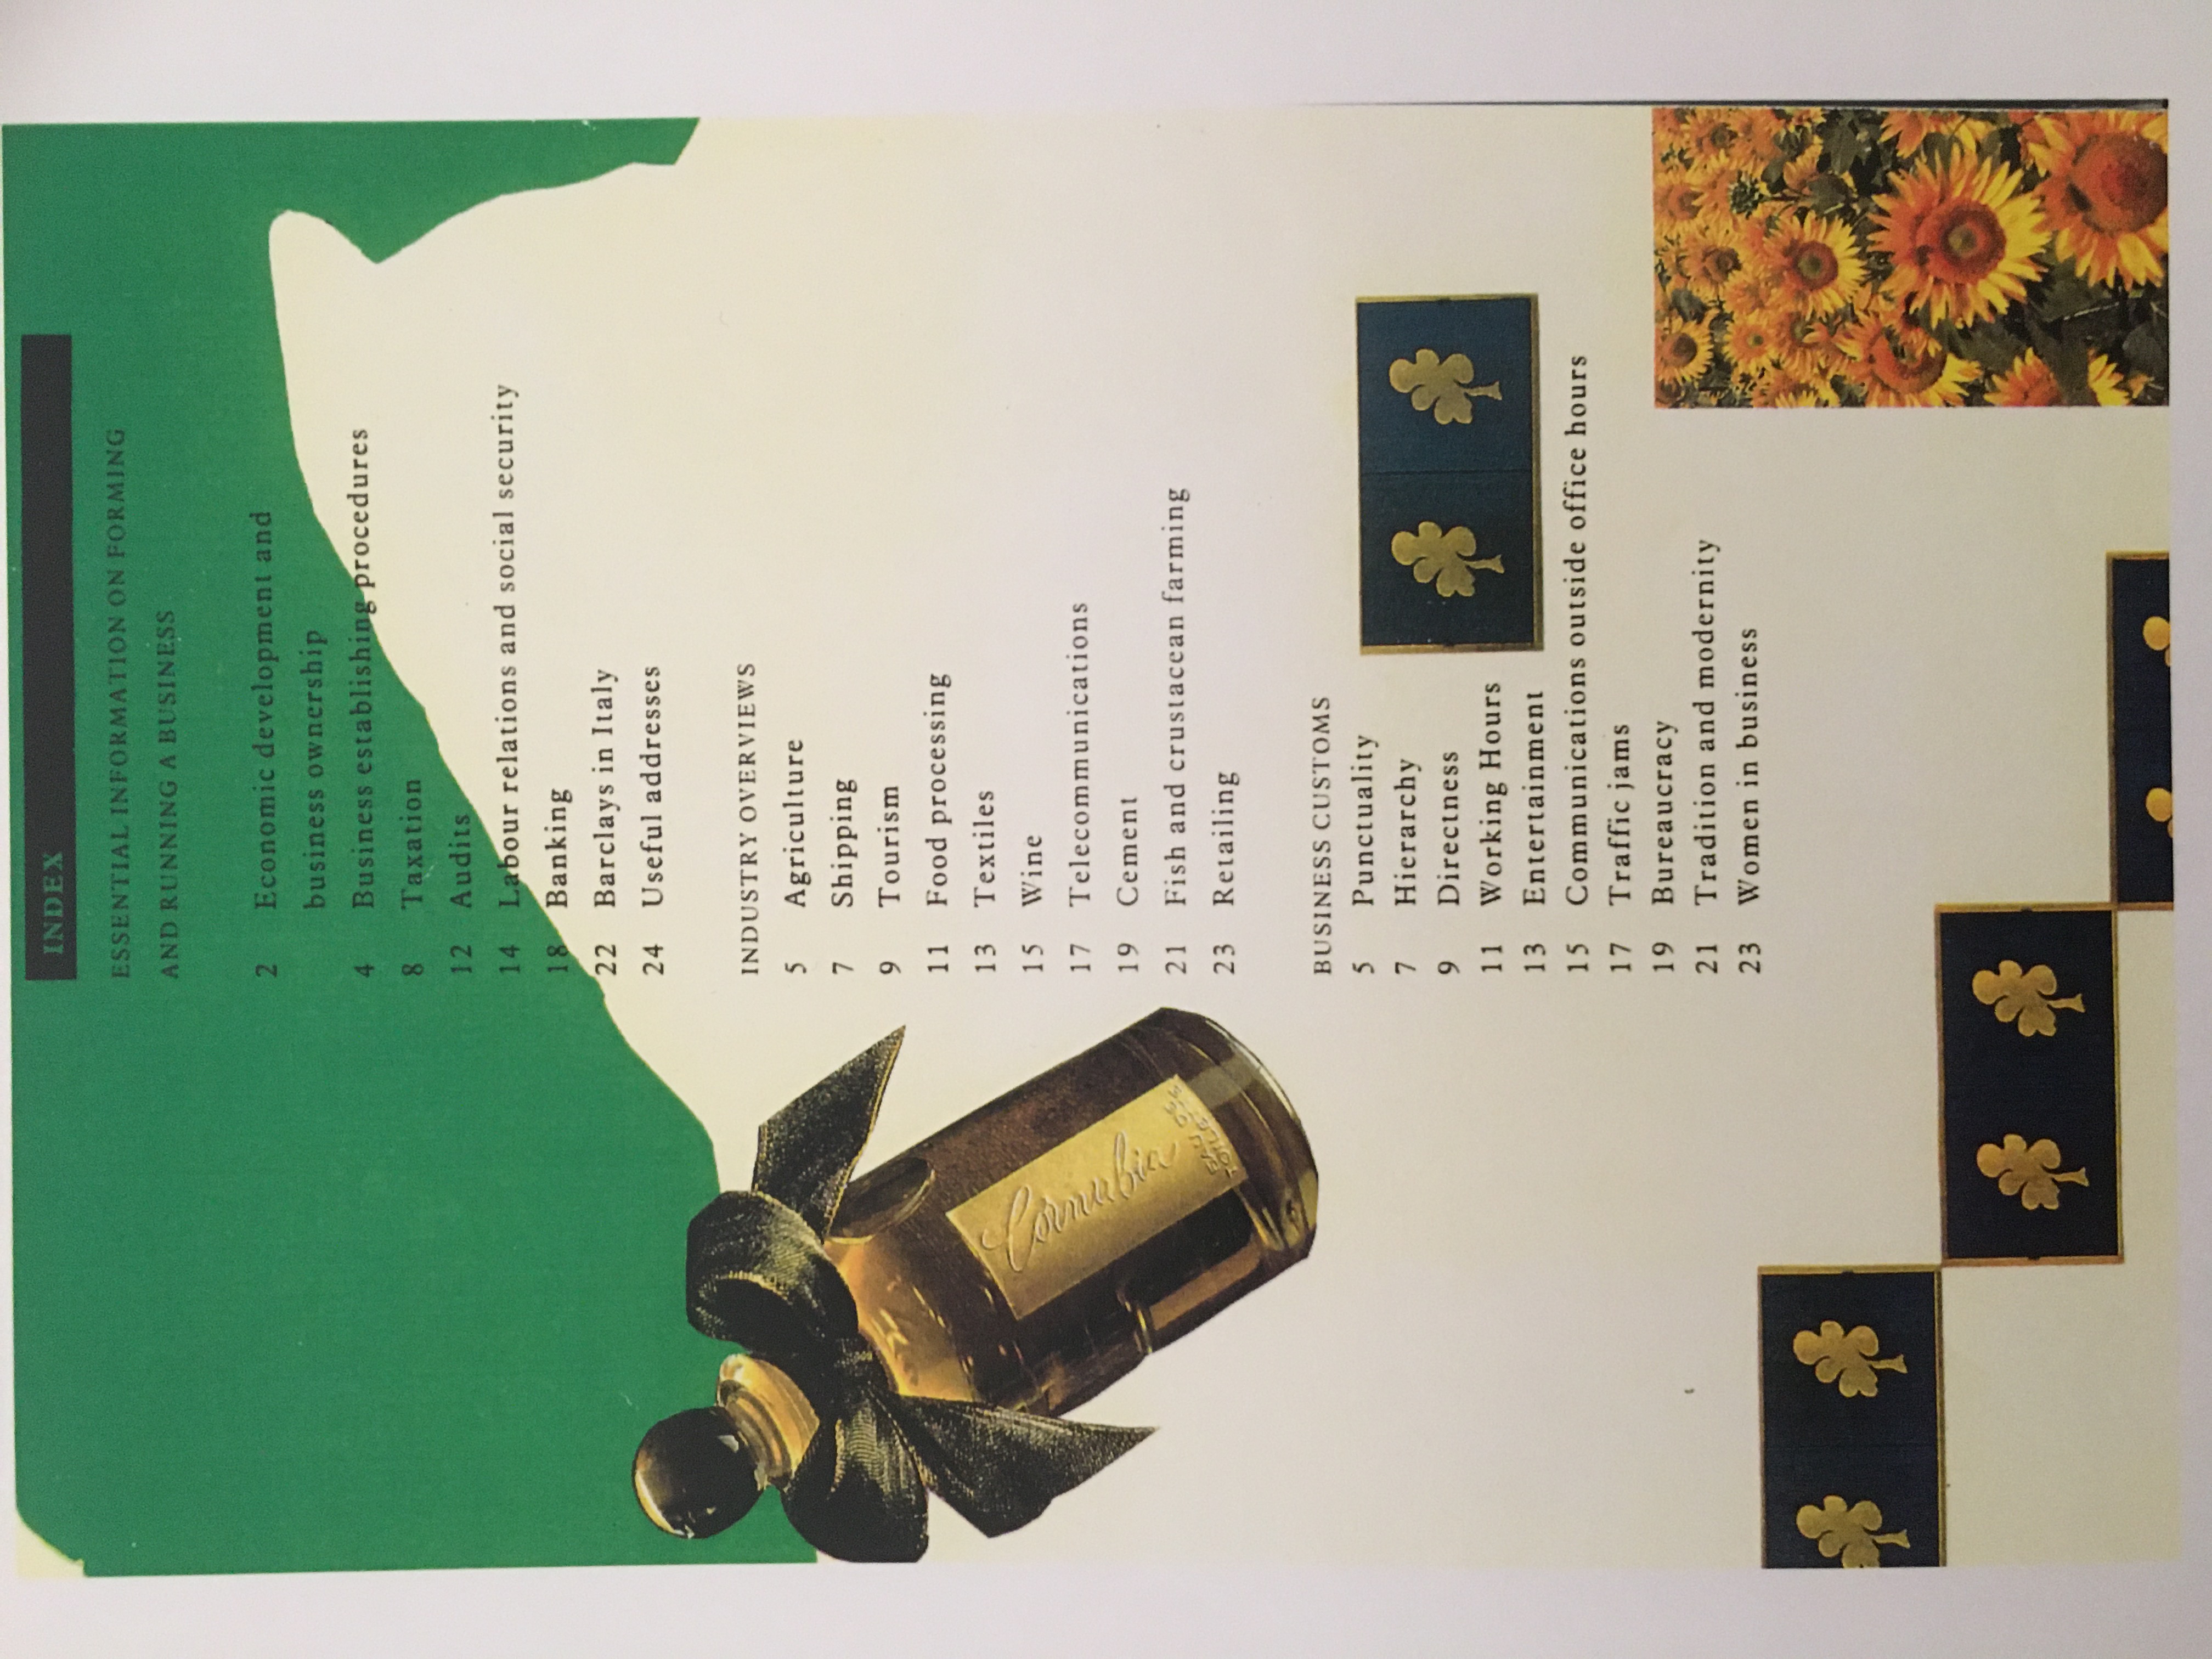 INDEX
ESSENTIAL INFORMATION ON FORMING
AND RUNNING A BUSINESS
2 Economic development and
business ownership
4 Business establishing procedures
8 Taxation
12 Audits
14 Labour relations and social security
18 Banking
22 Barclays in Italy
24 Useful addresses
INDUSTRY OVERVIEWS
5 Agriculture
7 Shipping
9 Tourism
11 Food processing
13 Textiles
15 Wine
17 Telecommunications
19 Cement
21 Fish and crustacean farming
23 Retailing
EAU DE
TOILETTE
BUSINESS CUSTOMS
5 Punctuality
7 Hierarchy
9 Directness
11 Working Hours
13 Entertainment
15 Communications outside office hours
17 Traffic jams
19 Bureaucracy
21 Tradition and modernity
23 Women in business